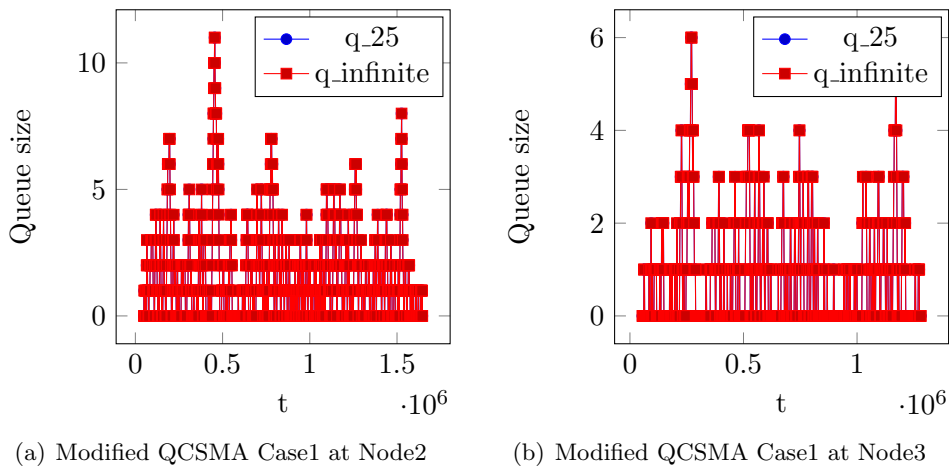 q_25
q_infinite
10
5
0
Queue size
0
0.5
1
1.5
t
·10^6
(a) Modified QCSMA Case1 at Node2
q_25
q_infinite
6
4
2
0
Queue size
0
0.5
1
t
·10^6
(b) Modified QCSMA Case1 at Node3